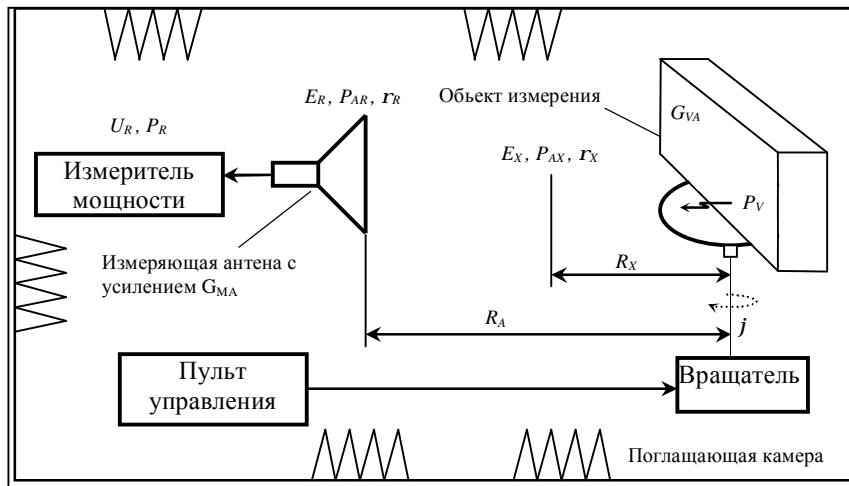 E_R, P_AR, r_R
Обьект измерения
G_VA
U_R, P_R
Измеритель
мощности
E_X, P_AX, r_X
P_V
Измеряющая антена с
усилением G_MA
R_X
R_A
j
Пульт
управления
Вращатель
Поглащающая камера